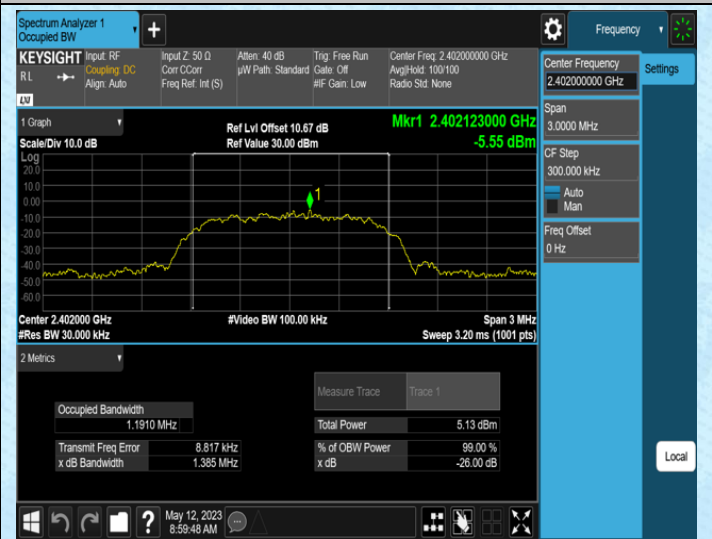 Spectrum Analyzer 1
Occupied BW
+
Frequency
KEYSIGHT
RL
LXI
Input: RF
Coupling: DC
Align: Auto
Input Z: 50 Ω
Corr CCorr
Freq Ref: Int (S)
Atten: 40 dB
µW Path: Standard
Trig: Free Run
Gate: Off
#IF Gain: Low
Center Freq: 2.402000000 GHz
Avg|Hold: 100/100
Radio Std: None
Center Frequency
2.402000000 GHz
Settings
Span
3.0000 MHz
CF Step
300.000 kHz
Auto
Man
Freq Offset
0 Hz
Local
1 Graph
Scale/Div 10.0 dB
Ref Lvl Offset 10.67 dB
Ref Value 30.00 dBm
Mkr1 2.402123000 GHz
-5.55 dBm
Log
20.0
10.0
0.00
-10.0
-20.0
-30.0
-40.0
-50.0
-60.0
1
Center 2.402000 GHz
#Video BW 100.00 kHz
Span 3 MHz
#Res BW 30.000 kHz
Sweep 3.20 ms (1001 pts)
2 Metrics
Measure Trace
Trace 1
Occupied Bandwidth
1.1910 MHz
Total Power
5.13 dBm
Transmit Freq Error
8.817 kHz
% of OBW Power
99.00 %
x dB Bandwidth
1.385 MHz
x dB
-26.00 dB
?
May 12, 2023
8:59:48 AM